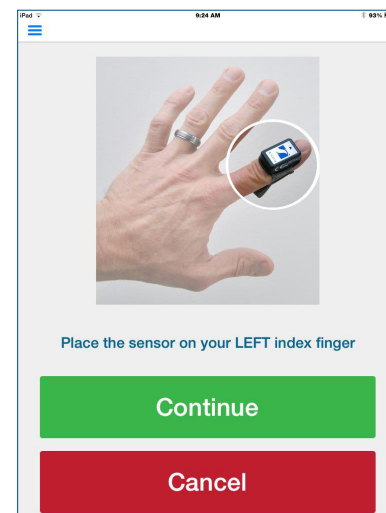 iPad
9:24 AM
93%
Place the sensor on your LEFT index finger
Continue
Cancel